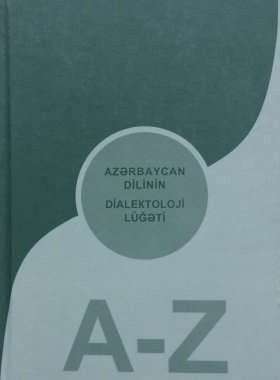 AZƏRBAYCAN
DİLİNİN
DİALEKTOLOJİ
LÜĞƏTİ
A-Z